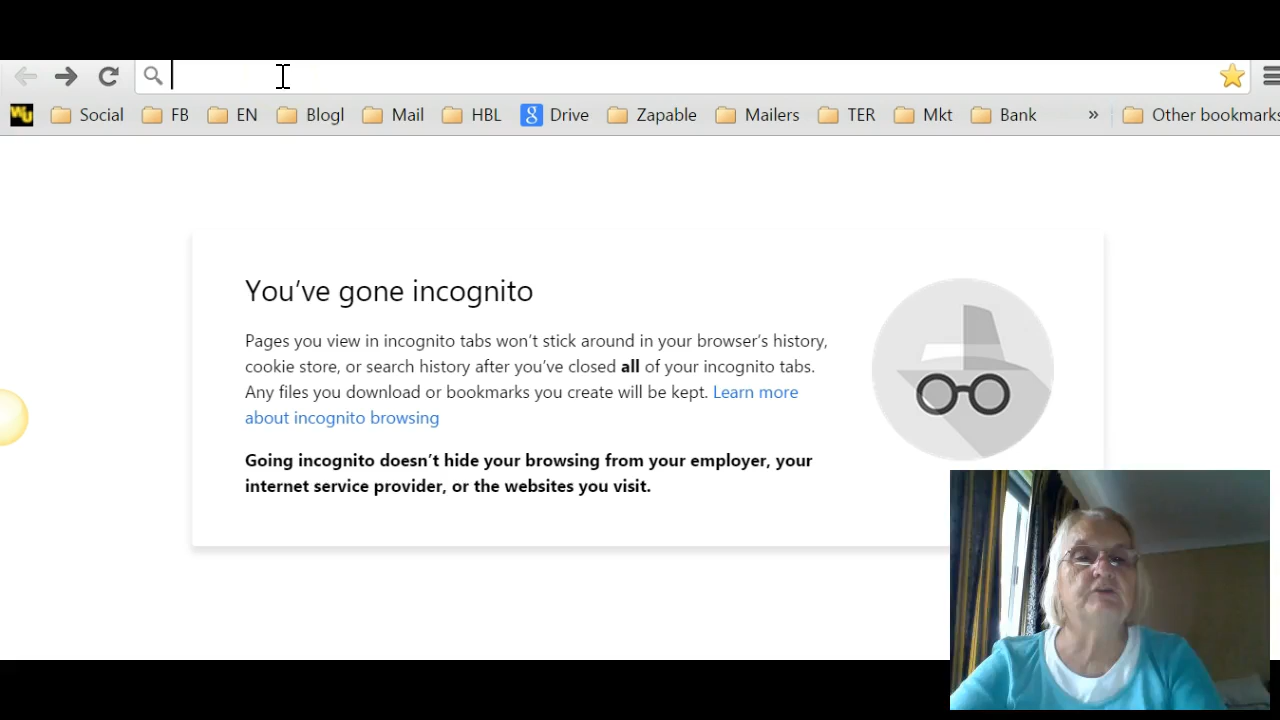 WU Social FB EN Blogl Mail HBL 8 Drive Zapable Mailers TER Mkt Bank » Other bookmarks
You've gone incognito
Pages you view in incognito tabs won't stick around in your browser's history,
cookie store, or search history after you've closed all of your incognito tabs.
Any files you download or bookmarks you create will be kept. Learn more
about incognito browsing
Going incognito doesn't hide your browsing from your employer, your
internet service provider, or the websites you visit.